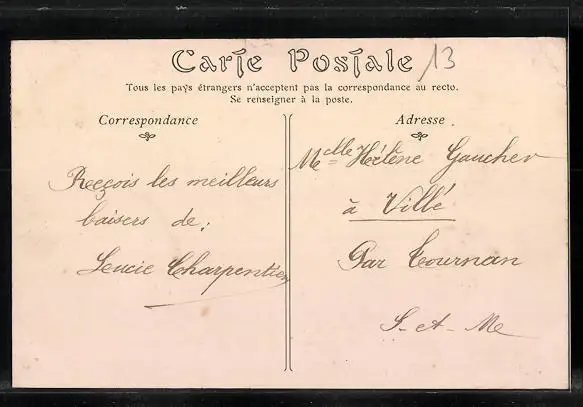 Carte Postale /13
Tous les pays étrangers n'acceptent pas la correspondance au recto.
Se renseigner à la poste.
Correspondance
Reçois les meilleurs
baisers de:
Lucie Charpentier
Adresse.
Melle Hélène Gaucher
à Villé
Par Tournan
S-et-Me